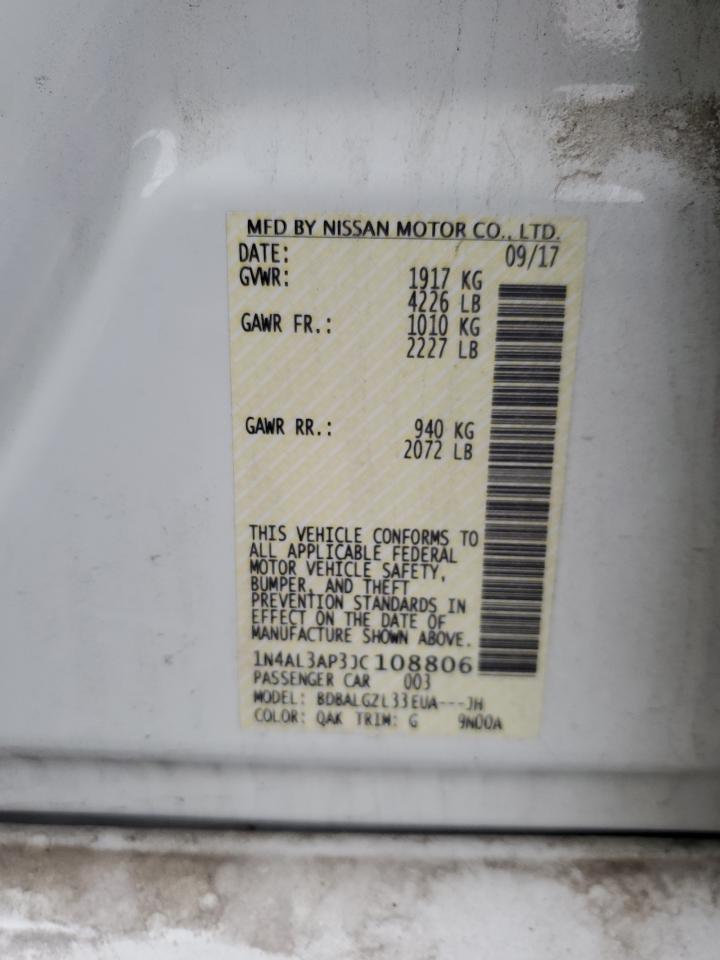 MFD BY NISSAN MOTOR CO., LTD.
DATE: 09/17
GVWR: 1917 KG
4226 LB
GAWR FR.: 1010 KG
2227 LB
GAWR RR.: 940 KG
2072 LB
THIS VEHICLE CONFORMS TO
ALL APPLICABLE FEDERAL
MOTOR VEHICLE SAFETY,
BUMPER, AND THEFT
PREVENTION STANDARDS IN
EFFECT ON THE DATE OF
MANUFACTURE SHOWN ABOVE.
1N4AL3AP3JC108806
PASSENGER CAR 003
MODEL: BDBALGZL33EUA---JH
COLOR: QAK TRIM: G 9N00A